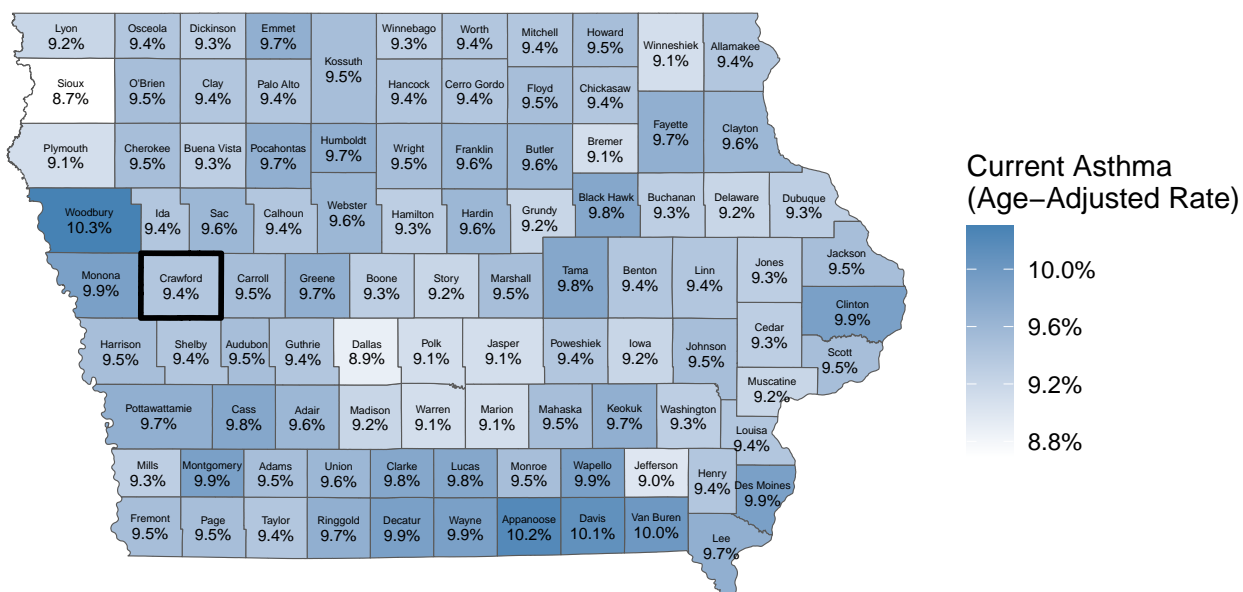 Lyon
9.2%
Osceola
9.4%
Dickinson
9.3%
Emmet
9.7%
Kossuth
9.5%
Winnebago
9.3%
Worth
9.4%
Mitchell
9.4%
Howard
9.5%
Winneshiek
9.1%
Allamakee
9.4%
Sioux
8.7%
O'Brien
9.5%
Clay
9.4%
Palo Alto
9.4%
Hancock
9.4%
Cerro Gordo
9.4%
Floyd
9.5%
Chickasaw
9.4%
Fayette
9.7%
Clayton
9.6%
Plymouth
9.1%
Cherokee
9.5%
Buena Vista
9.3%
Pocahontas
9.7%
Humboldt
9.7%
Wright
9.5%
Franklin
9.6%
Butler
9.6%
Bremer
9.1%
Woodbury
10.3%
Ida
9.4%
Sac
9.6%
Calhoun
9.4%
Webster
9.6%
Hamilton
9.3%
Hardin
9.6%
Grundy
9.2%
Black Hawk
9.8%
Buchanan
9.3%
Delaware
9.2%
Dubuque
9.3%
Monona
9.9%
Crawford
9.4%
Carroll
9.5%
Greene
9.7%
Boone
9.3%
Story
9.2%
Marshall
9.5%
Tama
9.8%
Benton
9.4%
Linn
9.4%
Jones
9.3%
Jackson
9.5%
Clinton
9.9%
Harrison
9.5%
Shelby
9.4%
Audubon
9.5%
Guthrie
9.4%
Dallas
8.9%
Polk
9.1%
Jasper
9.1%
Poweshiek
9.4%
Iowa
9.2%
Johnson
9.5%
Cedar
9.3%
Scott
9.5%
Muscatine
9.2%
Pottawattamie
9.7%
Cass
9.8%
Adair
9.6%
Madison
9.2%
Warren
9.1%
Marion
9.1%
Mahaska
9.5%
Keokuk
9.7%
Washington
9.3%
Louisa
9.4%
Mills
9.3%
Montgomery
9.9%
Adams
9.5%
Union
9.6%
Clarke
9.8%
Lucas
9.8%
Monroe
9.5%
Wapello
9.9%
Jefferson
9.0%
Henry
9.4%
Des Moines
9.9%
Fremont
9.5%
Page
9.5%
Taylor
9.4%
Ringgold
9.7%
Decatur
9.9%
Wayne
9.9%
Appanoose
10.2%
Davis
10.1%
Van Buren
10.0%
Lee
9.7%
Current Asthma
(Age−Adjusted Rate)
10.0%
9.6%
9.2%
8.8%